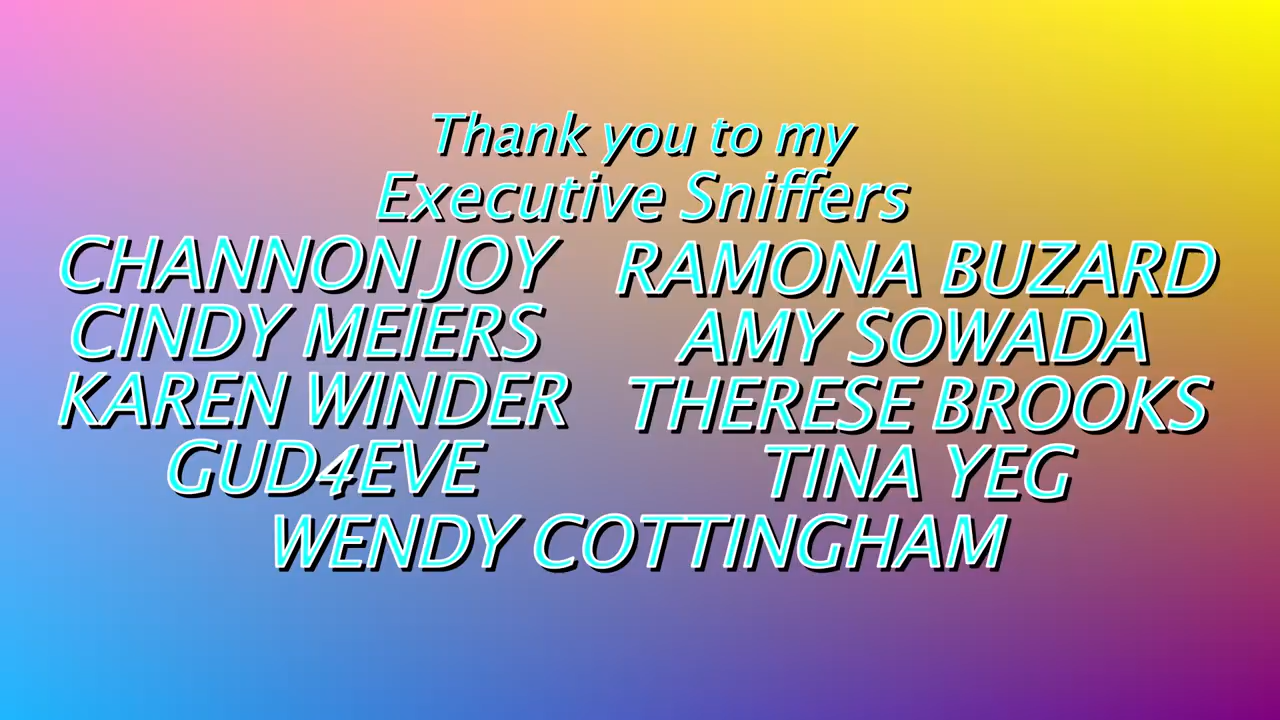 Thank you to my
Executive Sniffers
CHANNON JOY RAMONA BUZARD
CINDY MEIERS AMY SOWADA
KAREN WINDER THERESE BROOKS
GUD4EVE TINA YEG
WENDY COTTINGHAM